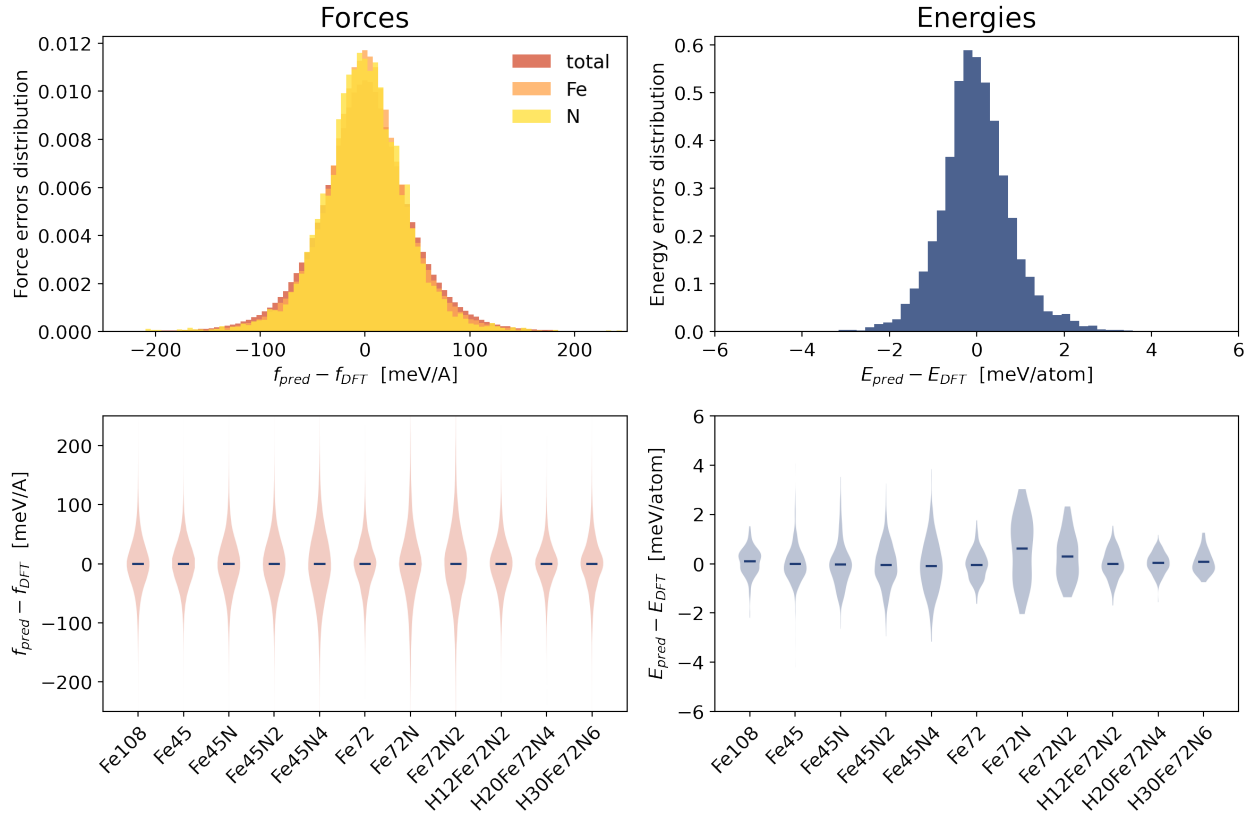 Forces
Force errors distribution
0.012
0.010
0.008
0.006
0.004
0.002
0.000
total
Fe
N
−200 −100 0 100 200
f_pred − f_DFT [meV/A]
Energies
Energy errors distribution
0.6
0.5
0.4
0.3
0.2
0.1
0.0
−6 −4 −2 0 2 4 6
E_pred − E_DFT [meV/atom]
f_pred − f_DFT [meV/A]
200
100
0
−100
−200
Fe108
Fe45
Fe45N
Fe45N2
Fe45N4
Fe72
Fe72N
Fe72N2
H12Fe72N2
H20Fe72N4
H30Fe72N6
E_pred − E_DFT [meV/atom]
6
4
2
0
−2
−4
−6
Fe108
Fe45
Fe45N
Fe45N2
Fe45N4
Fe72
Fe72N
Fe72N2
H12Fe72N2
H20Fe72N4
H30Fe72N6